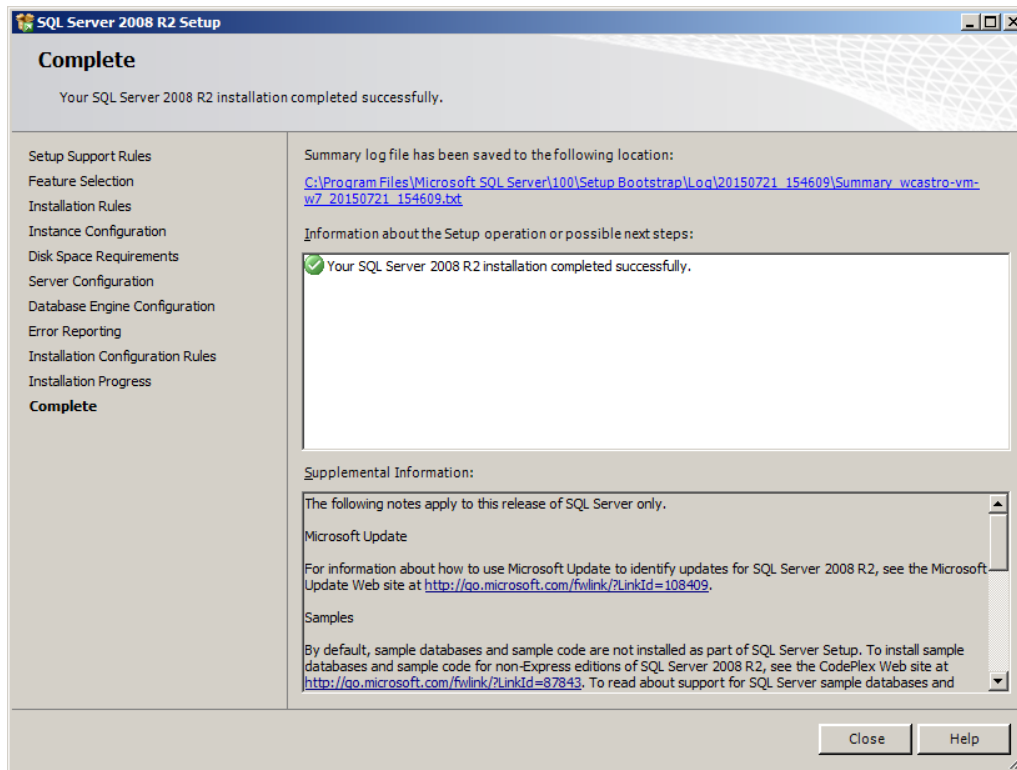 SQL Server 2008 R2 Setup
Complete
Your SQL Server 2008 R2 installation completed successfully.
Setup Support Rules
Feature Selection
Installation Rules
Instance Configuration
Disk Space Requirements
Server Configuration
Database Engine Configuration
Error Reporting
Installation Configuration Rules
Installation Progress
Complete
Summary log file has been saved to the following location:
C:\Program Files\Microsoft SQL Server\100\Setup Bootstrap\Log\20150721_154609\Summary_wcastro-vm-
w7_20150721_154609.txt
Information about the Setup operation or possible next steps:
Your SQL Server 2008 R2 installation completed successfully.
Supplemental Information:
The following notes apply to this release of SQL Server only.
Microsoft Update
For information about how to use Microsoft Update to identify updates for SQL Server 2008 R2, see the Microsoft
Update Web site at http://go.microsoft.com/fwlink/?LinkId=108409.
Samples
By default, sample databases and sample code are not installed as part of SQL Server Setup. To install sample
databases and sample code for non-Express editions of SQL Server 2008 R2, see the CodePlex Web site at
http://go.microsoft.com/fwlink/?LinkId=87843. To read about support for SQL Server sample databases and
Close
Help